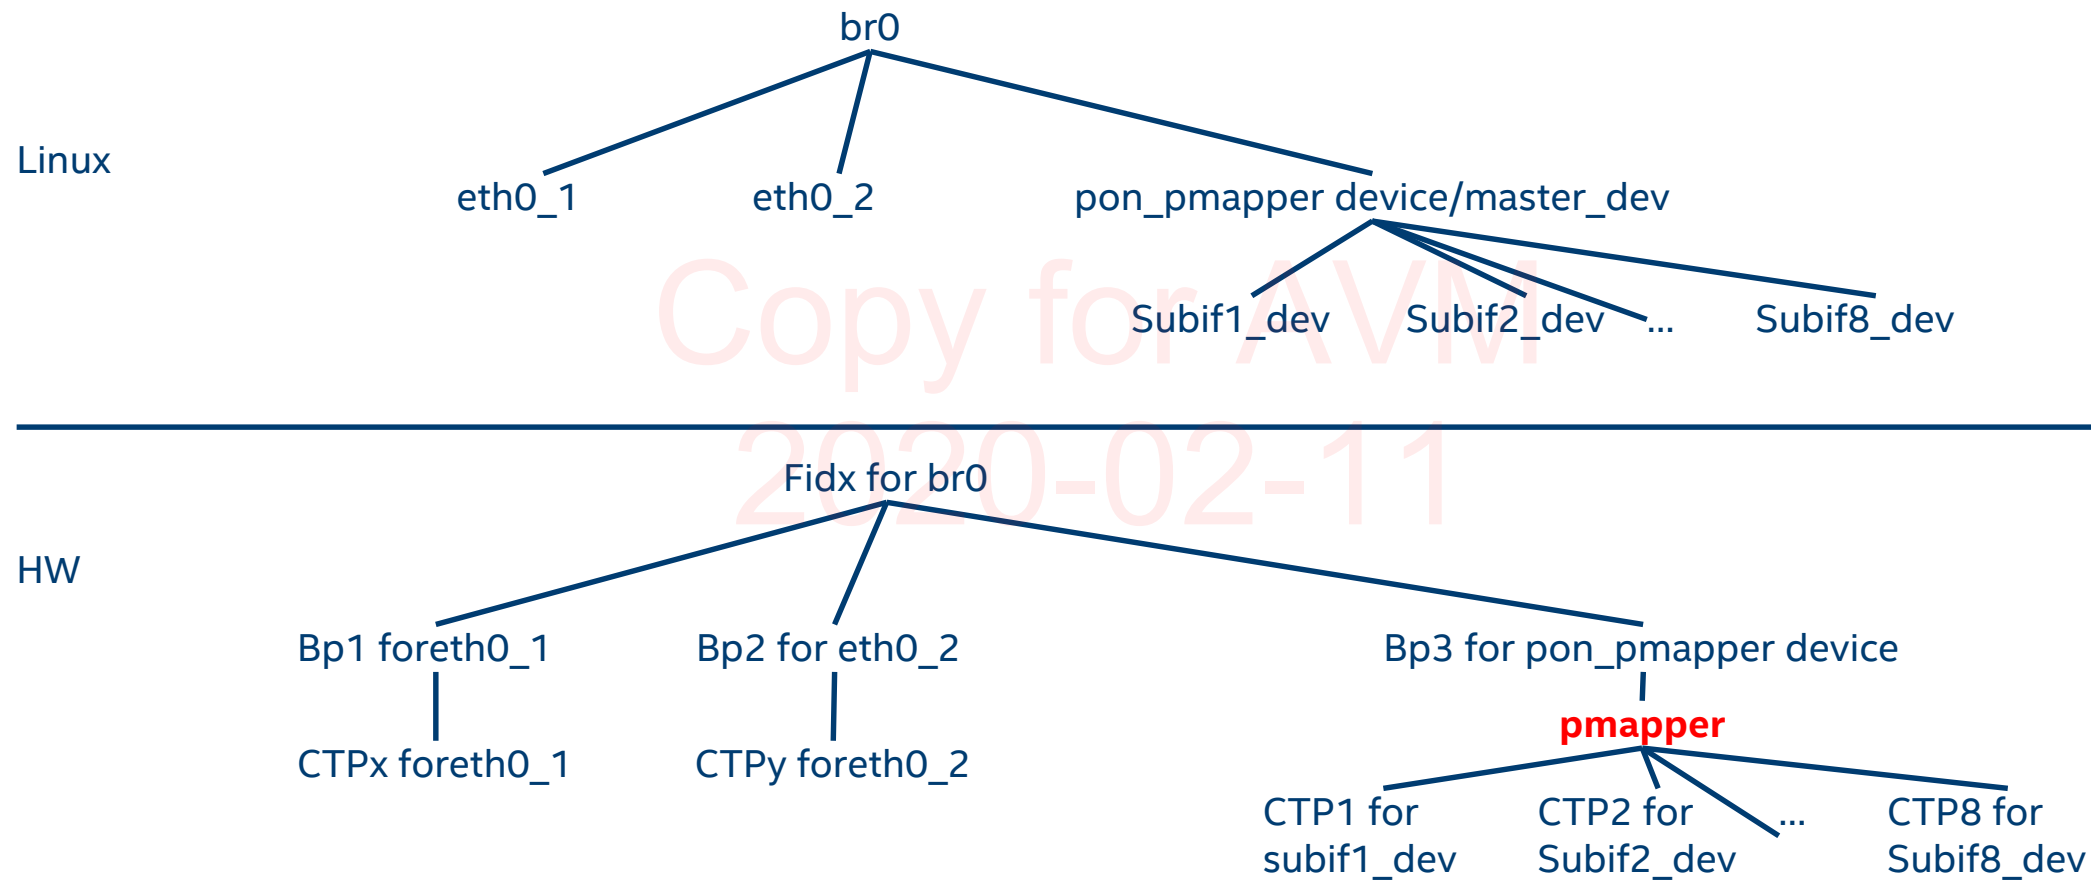 br0
Linux
eth0_1 eth0_2 pon_pmapper device/master_dev
Subif1_dev Subif2_dev ... Subif8_dev
Copy for AVM
2020-02-11
Fidx for br0
HW
Bp1 foreth0_1 Bp2 for eth0_2 Bp3 for pon_pmapper device
pmapper
CTPx foreth0_1 CTPy foreth0_2
CTP1 for CTP2 for ... CTP8 for
subif1_dev Subif2_dev Subif8_dev